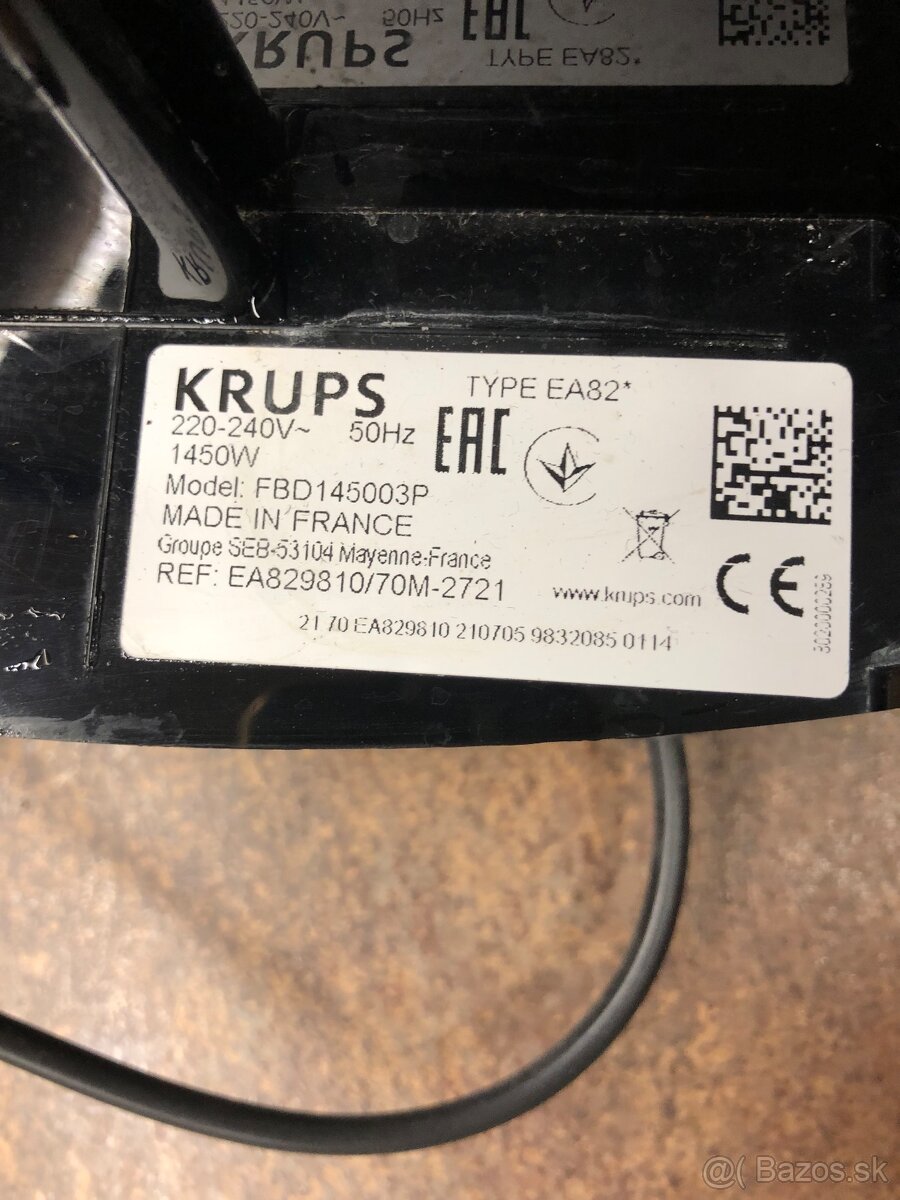 KRUPS
TYPE EA82*
220-240V~ 50Hz
EAC
1450W
Model: FBD145003P
MADE IN FRANCE
Groupe SEB-53104 Mayenne-France
REF: EA829810/70M-2721
www.krups.com
CE
21 70 EA829810 210705 9832085 0114
@( Bazos.sk